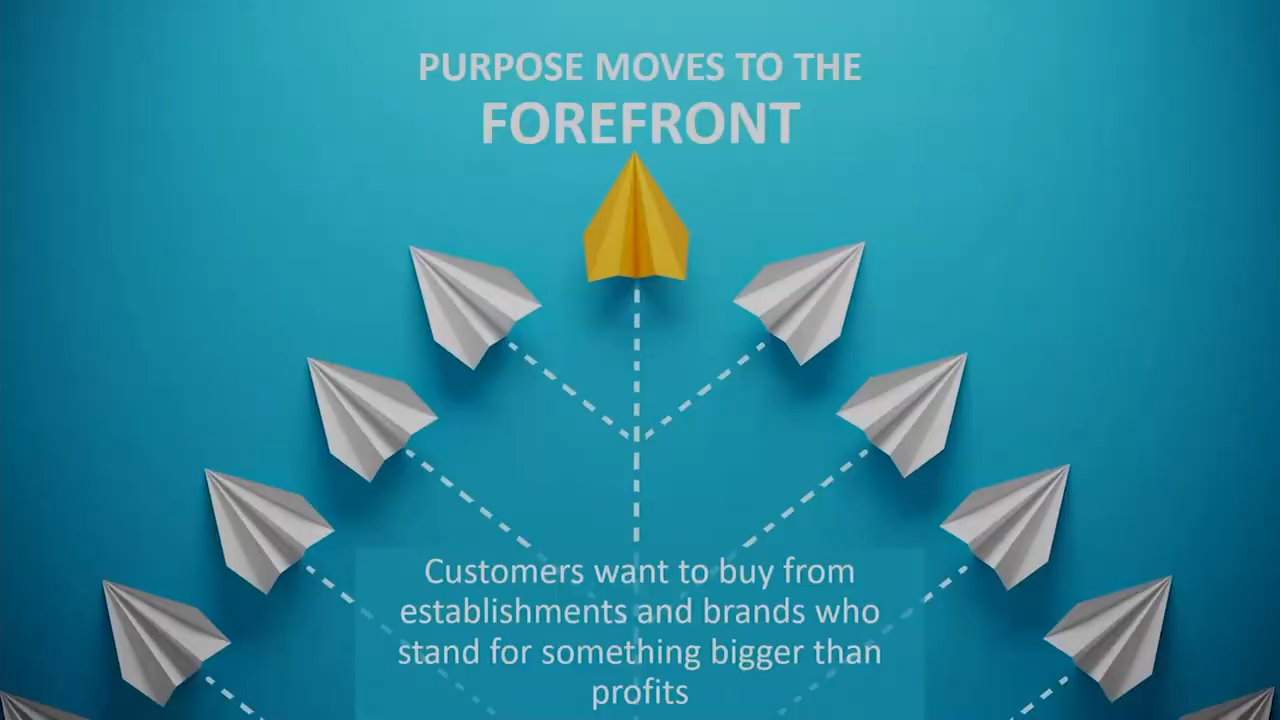 PURPOSE MOVES TO THE
FOREFRONT
Customers want to buy from
establishments and brands who
stand for something bigger than
profits